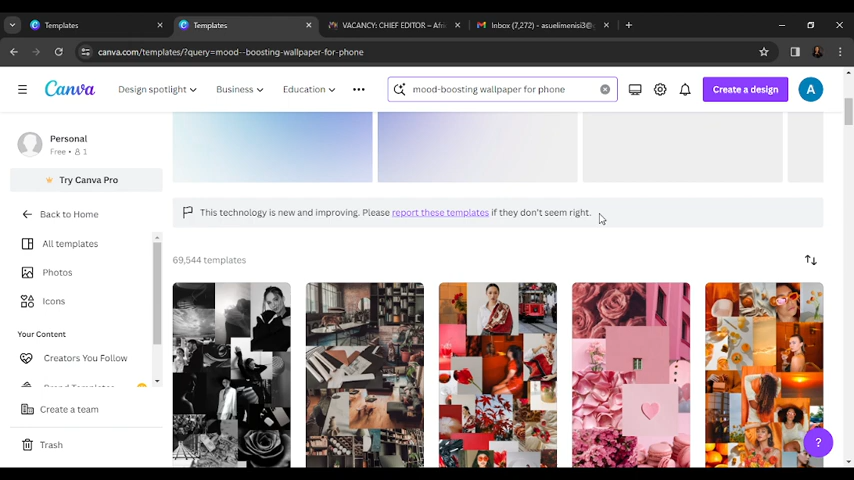 Templates
Templates
VACANCY: CHIEF EDITOR – Afri
Inbox (7,272) - asuelimenisi3@
canva.com/templates/?query=mood--boosting-wallpaper-for-phone
Canva
Design spotlight
Business
Education
mood-boosting wallpaper for phone
Create a design
A
Personal
Free • 1
Try Canva Pro
Back to Home
All templates
Photos
Icons
Your Content
Creators You Follow
Brand Templates
Create a team
Trash
This technology is new and improving. Please report these templates if they don't seem right.
69,544 templates
?